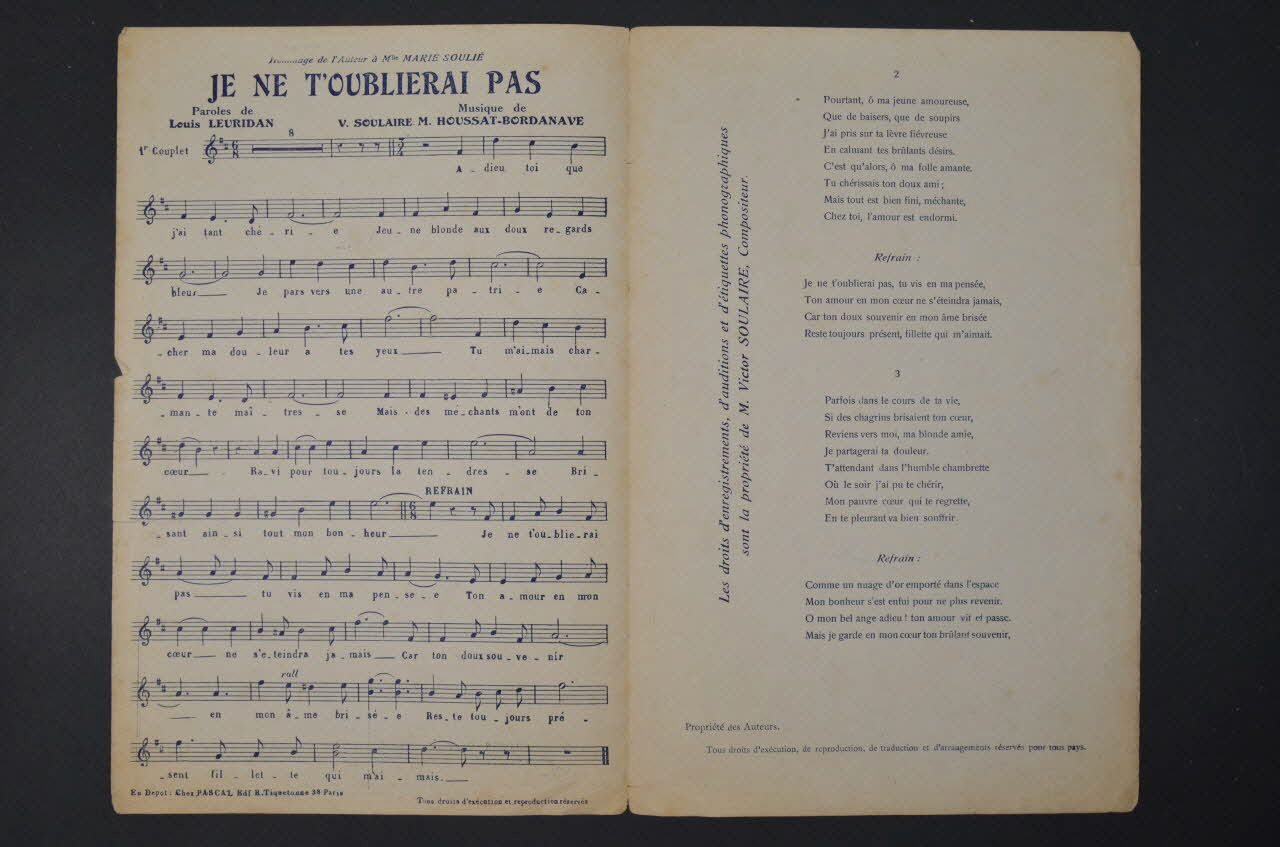 Hommage de l'Auteur à Mlle MARIE SOULIÉ
JE NE T'OUBLIERAI PAS
Paroles de
Louis LEURIDAN
Musique de
V. SOULAIRE M. HOUSSAT-BORDANAVE
8
1r Couplet
A - dieu toi que
j'ai tant ché - ri - e Jeu - ne blonde aux doux re - gards
bleus Je pars vers une au - tre pa - tri - e Ca -
- cher ma dou - leur a tes yeux Tu m'ai - mais char -
- man - te maî - tres - se Mais des mé - chants m'ont de ton
cœur Ra - vi pour tou - jours la ten - dres - se Bri -
REFRAIN
- sant ain - si tout mon bon - heur Je ne t'ou - blie - rai
pas tu vis en ma pen - sé - e Ton a - mour en mon
cœur ne s'é - teindra ja - mais Car ton doux sou - ve - nir
rall
en mon â - me bri - sé - e Res - te tou - jours pré -
- sent fil - let - te qui m'ai - mais.
En Depot : Chez PASCAL Edt R. Tiquetonne 38 Paris
Tous droits d'exécution et reproduction réservés
Les droits d'enregistrements, d'auditions et d'étiquettes phonographiques
sont la propriété de M. Victor SOULAIRE, Compositeur.
2
Pourtant, ô ma jeune amoureuse,
Que de baisers, que de soupirs
J'ai pris sur ta lèvre fiévreuse
En calmant tes brûlants désirs.
C'est qu'alors, ô ma folle amante.
Tu chérissais ton doux ami ;
Mais tout est bien fini, méchante,
Chez toi, l'amour est endormi.
Refrain :
Je ne t'oublierai pas, tu vis en ma pensée,
Ton amour en mon cœur ne s'éteindra jamais,
Car ton doux souvenir en mon âme brisée
Reste toujours présent, fillette qui m'aimait.
3
Parfois dans le cours de ta vie,
Si des chagrins brisaient ton cœur,
Reviens vers moi, ma blonde amie,
Je partagerai ta douleur.
T'attendant dans l'humble chambrette
Où le soir j'ai pu te chérir,
Mon pauvre cœur qui te regrette,
En te pleurant va bien souffrir.
Refrain :
Comme un nuage d'or emporté dans l'espace
Mon bonheur s'est enfui pour ne plus revenir.
O mon bel ange adieu ! ton amour vit et passe.
Mais je garde en mon cœur ton brûlant souvenir,
Propriété des Auteurs.
Tous droits d'exécution, de reproduction, de traduction et d'arrangements réservés pour tous pays.